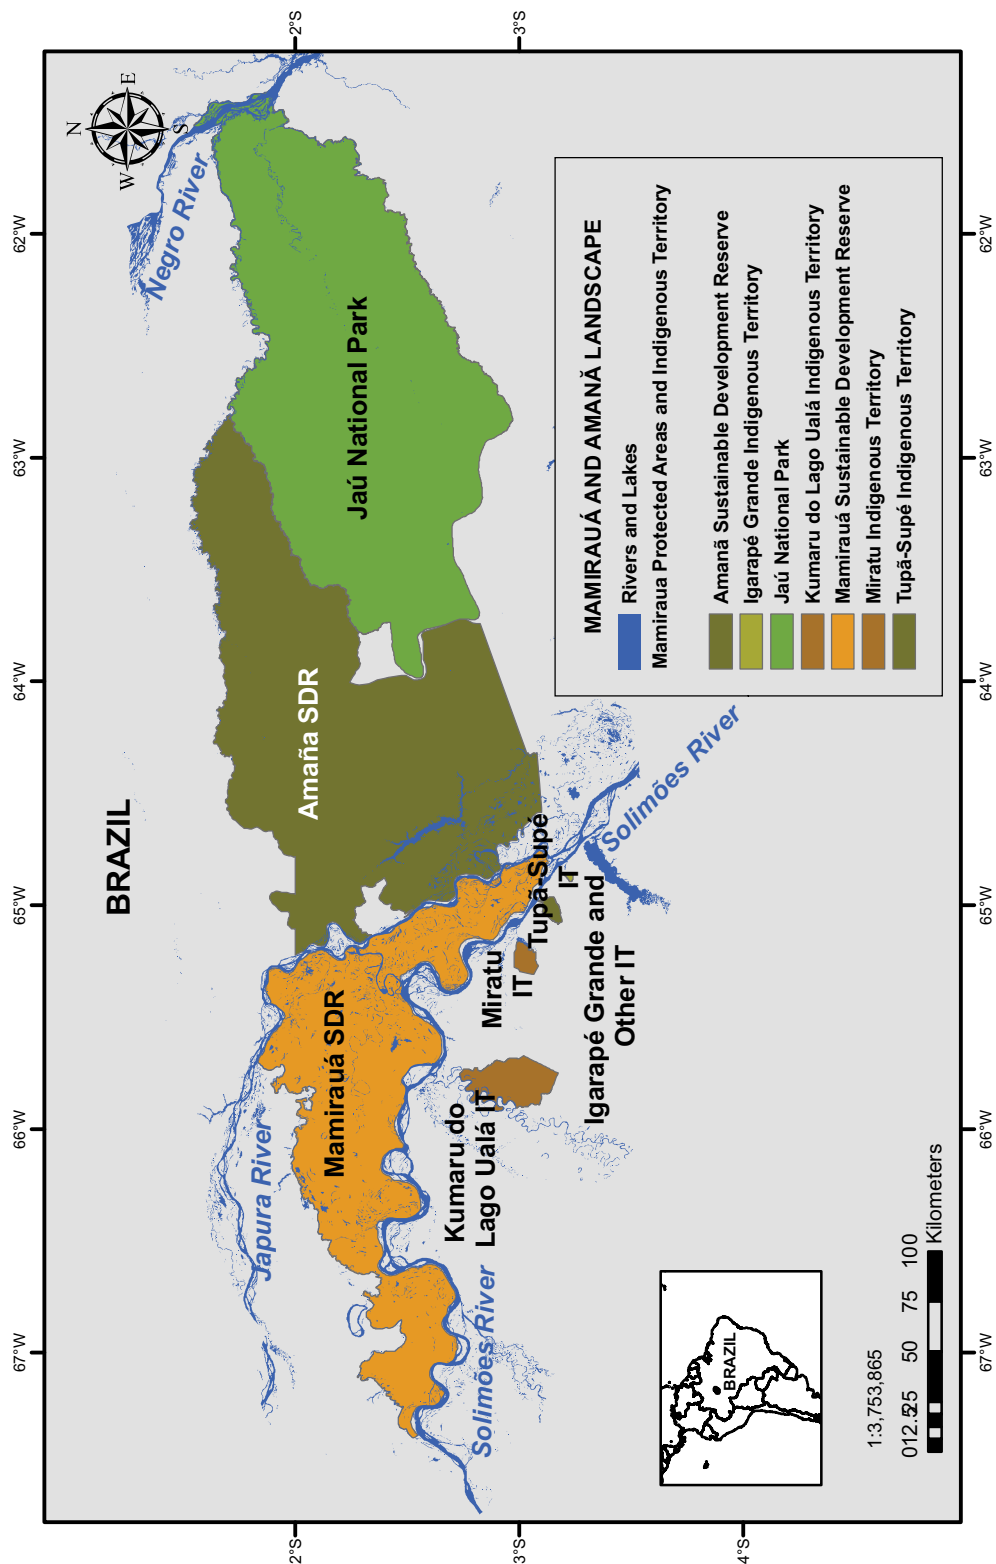 BRAZIL
N
E
S
W
Negro River
Japura River
Amaña SDR
Jaú National Park
Mamirauá SDR
Kumaru do
Lago Ualá IT
Miratu
IT
Tupã-Supé
IT
Igarapé Grande and
Other IT
Solimões River
Solimões River
67°W
66°W
65°W
64°W
63°W
62°W
2°S
3°S
4°S
2°S
3°S
67°W
66°W
65°W
64°W
63°W
62°W
BRAZIL
1:3,753,865
0 12.5 25 50 75 100
Kilometers
MAMIRAUÁ AND AMANÃ LANDSCAPE
Rivers and Lakes
Mamiraua Protected Areas and Indigenous Territory
Amanã Sustainable Development Reserve
Igarapé Grande Indigenous Territory
Jaú National Park
Kumaru do Lago Ualá Indigenous Territory
Mamirauá Sustainable Development Reserve
Miratu Indigenous Territory
Tupã-Supé Indigenous Territory